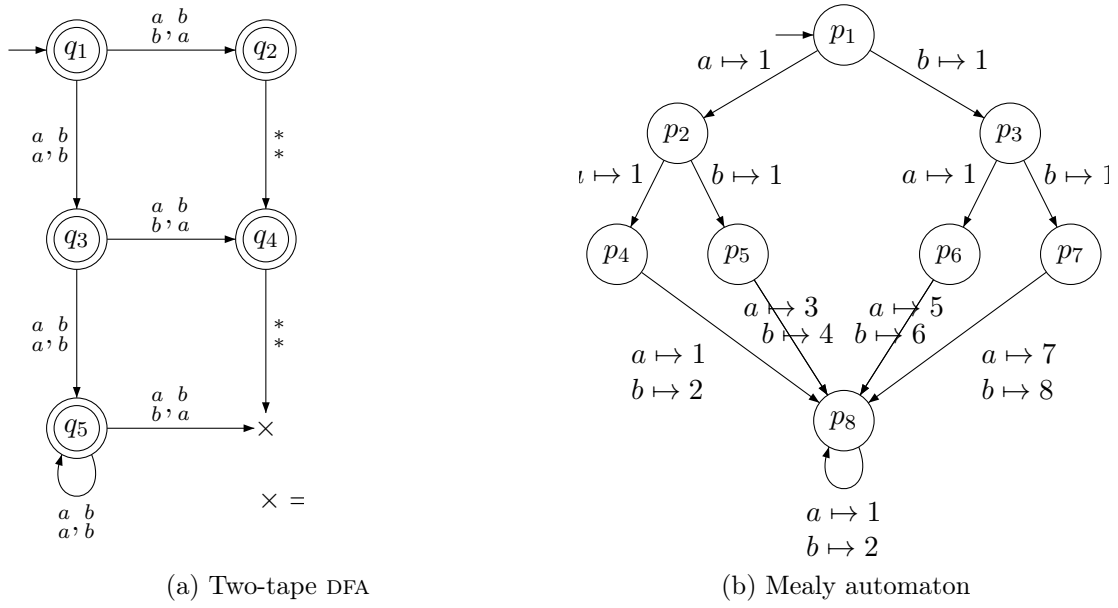 q₁
a b
b, a
q₂
a b
a, b
*
*
q₃
a b
b, a
q₄
a b
a, b
*
*
q₅
a b
b, a
×
a b
a, b
× =
(a) Two-tape DFA
p₁
a ↦ 1
b ↦ 1
p₂
p₃
↦ 1
b ↦ 1
a ↦ 1
b ↦ 1
p₄
p₅
p₆
p₇
a ↦ 3
b ↦ 4
a ↦ 5
b ↦ 6
a ↦ 1
b ↦ 2
a ↦ 7
b ↦ 8
p₈
a ↦ 1
b ↦ 2
(b) Mealy automaton